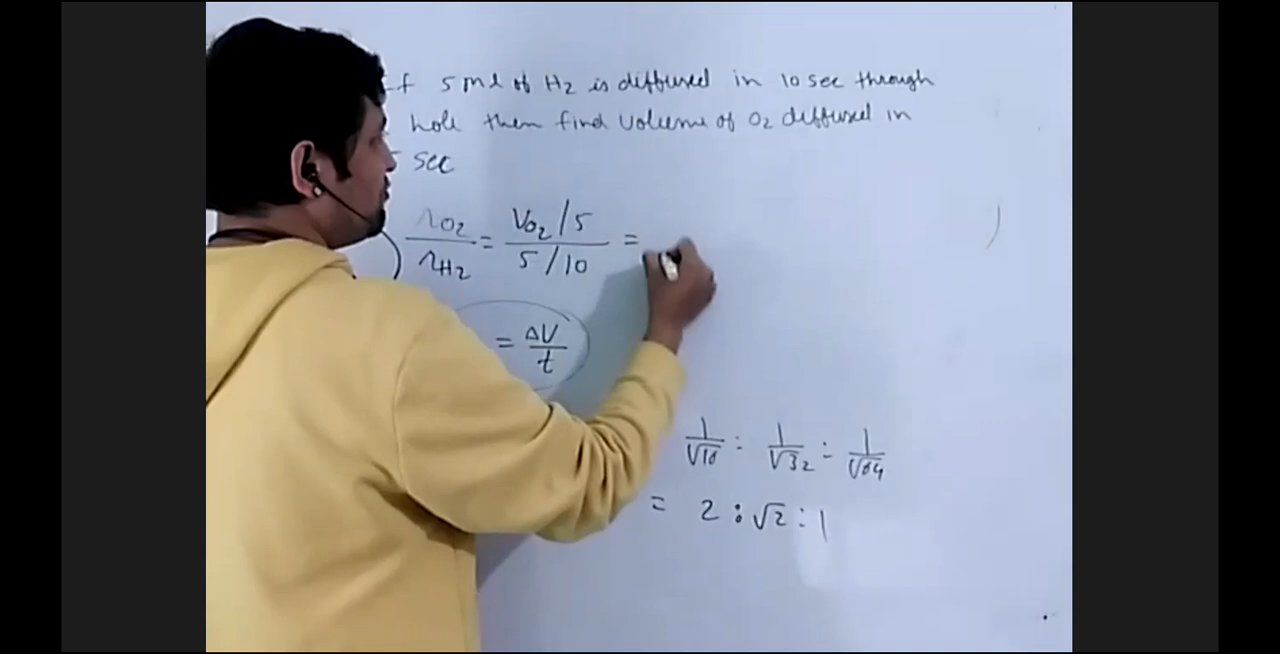 f 5 ml of H2 is diffused in 10 sec through
hole then find volume of O2 diffused in
sec
rO2 / rH2 = VO2/5 / 5/10 =
= ΔV / t
1/√16 : 1/√32 : 1/√64
= 2 : √2 : 1